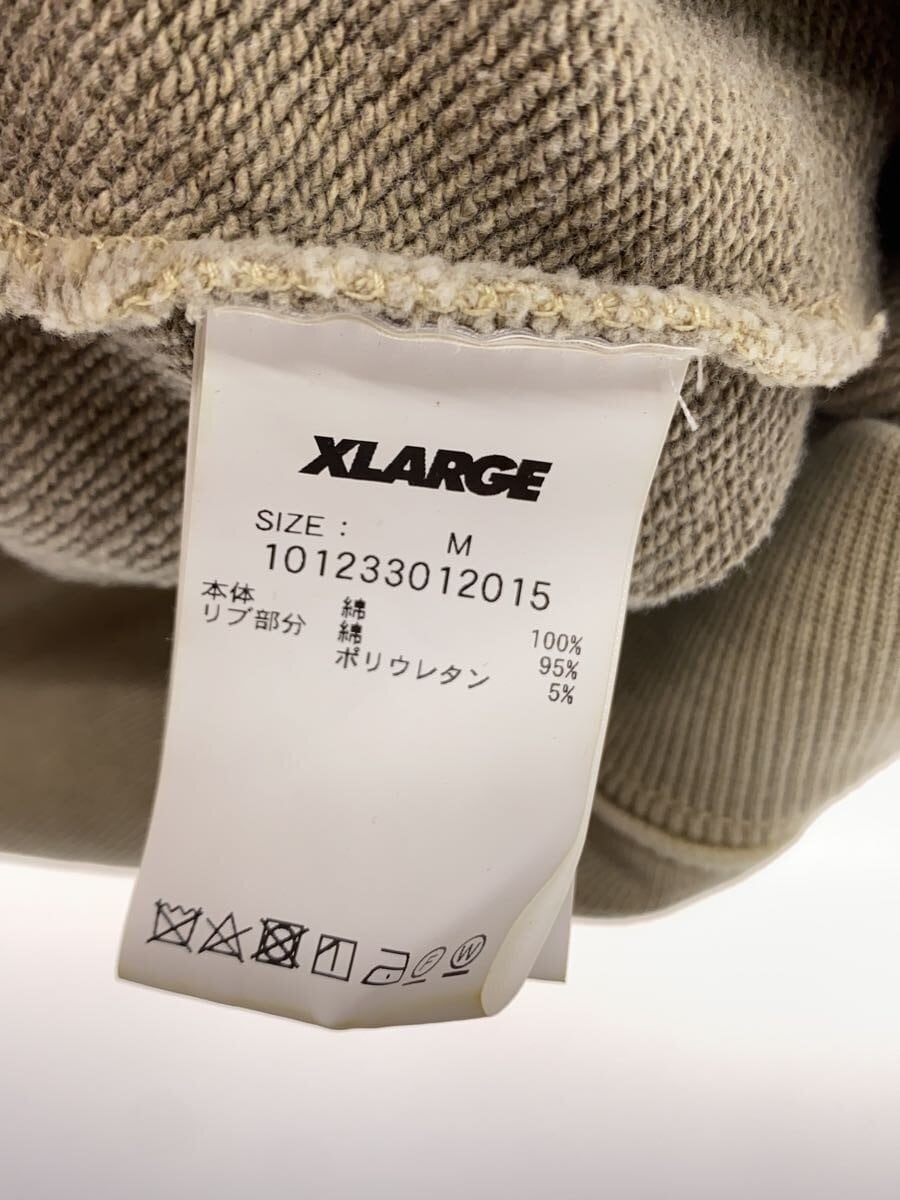 XLARGE
SIZE : M
101233012015
本体 綿 100%
リブ部分 綿 95%
ポリウレタン 5%
F W